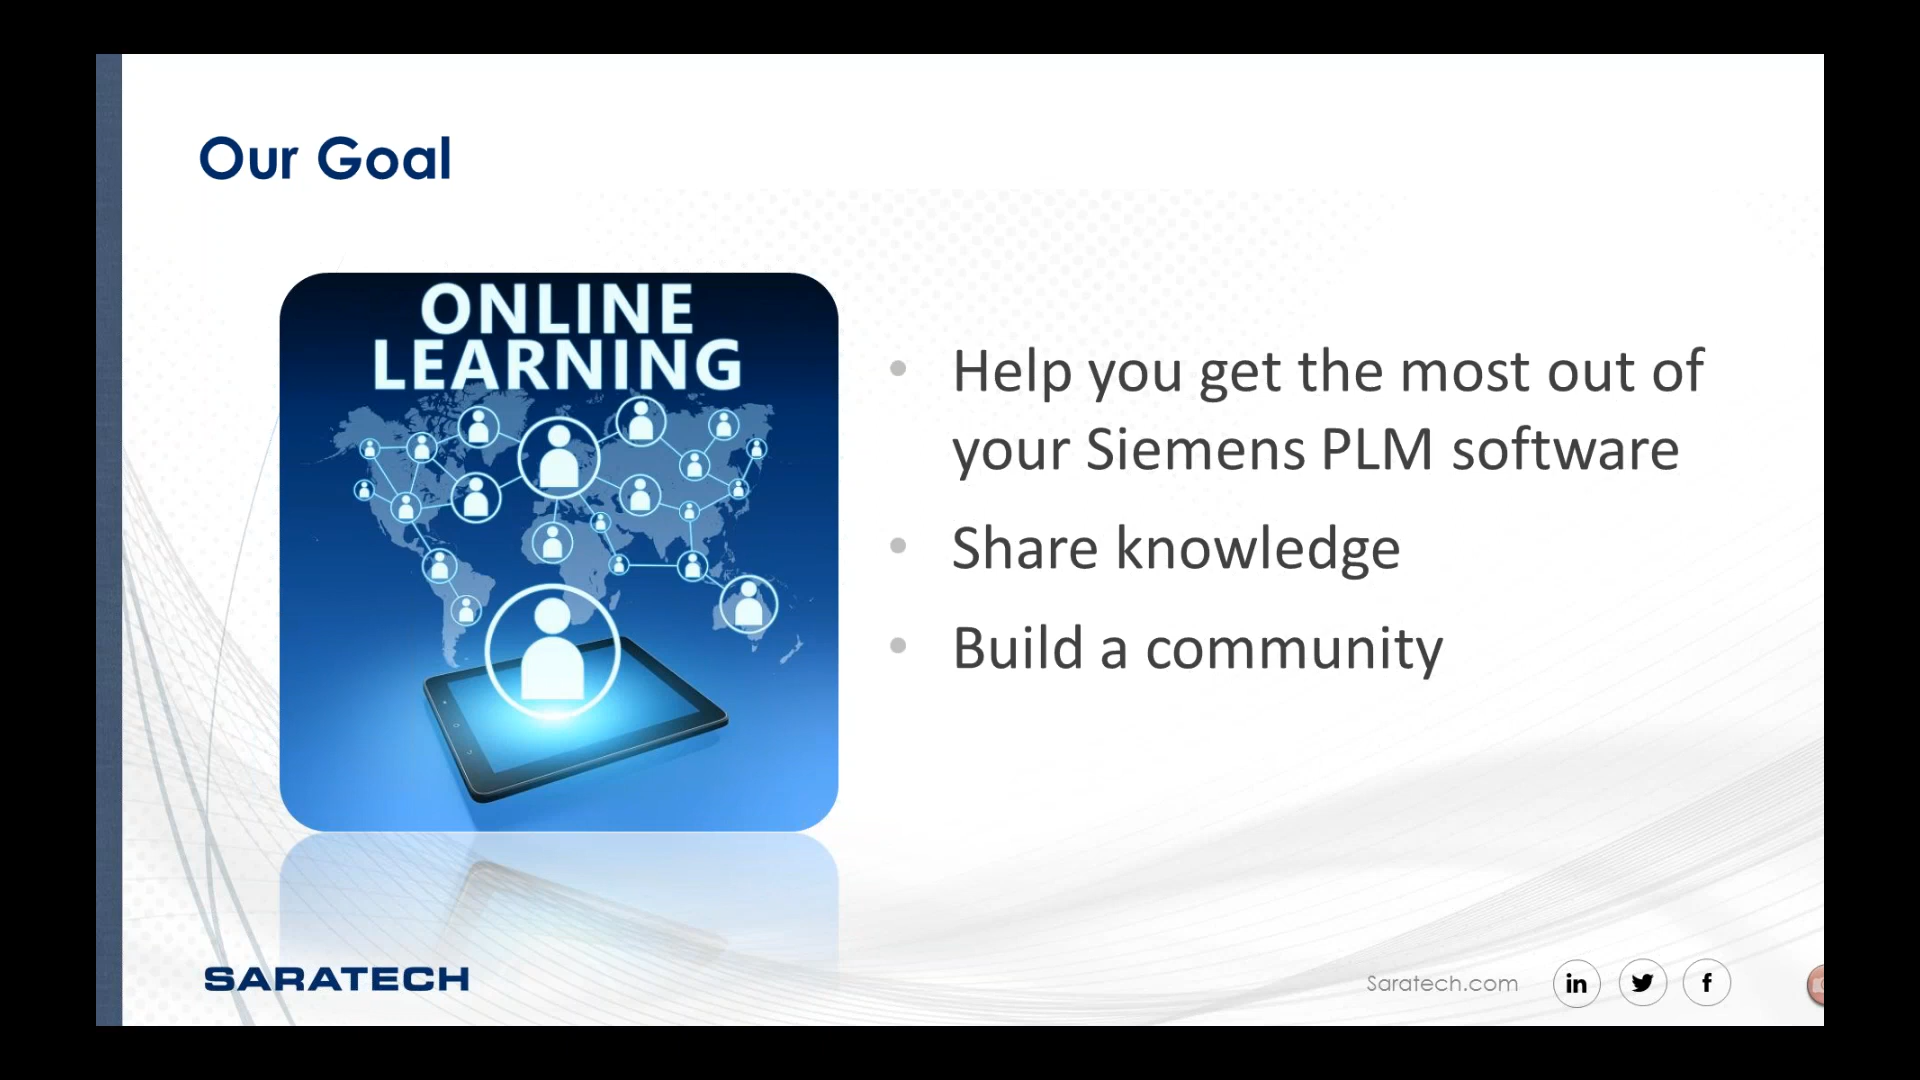 Our Goal
ONLINE
LEARNING
• Help you get the most out of
your Siemens PLM software
• Share knowledge
• Build a community
SARATECH
Saratech.com
in
f